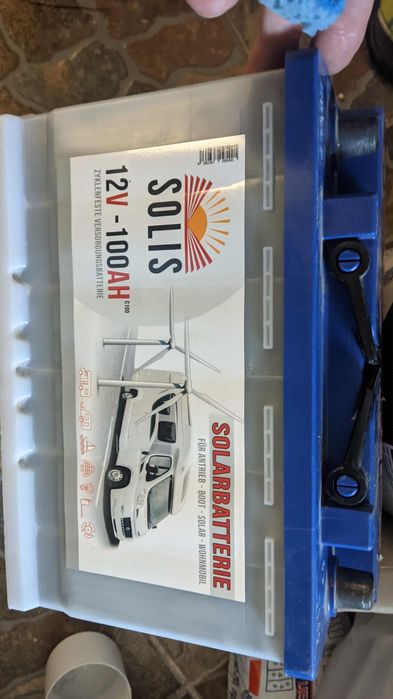 SOLIS
12V -100AH C100
ZYKLENFESTE VERSORGUNGSBATTERIE
SOLARBATTERIE
FÜR ANTRIEB - BOOT - SOLAR - WOHNMOBIL